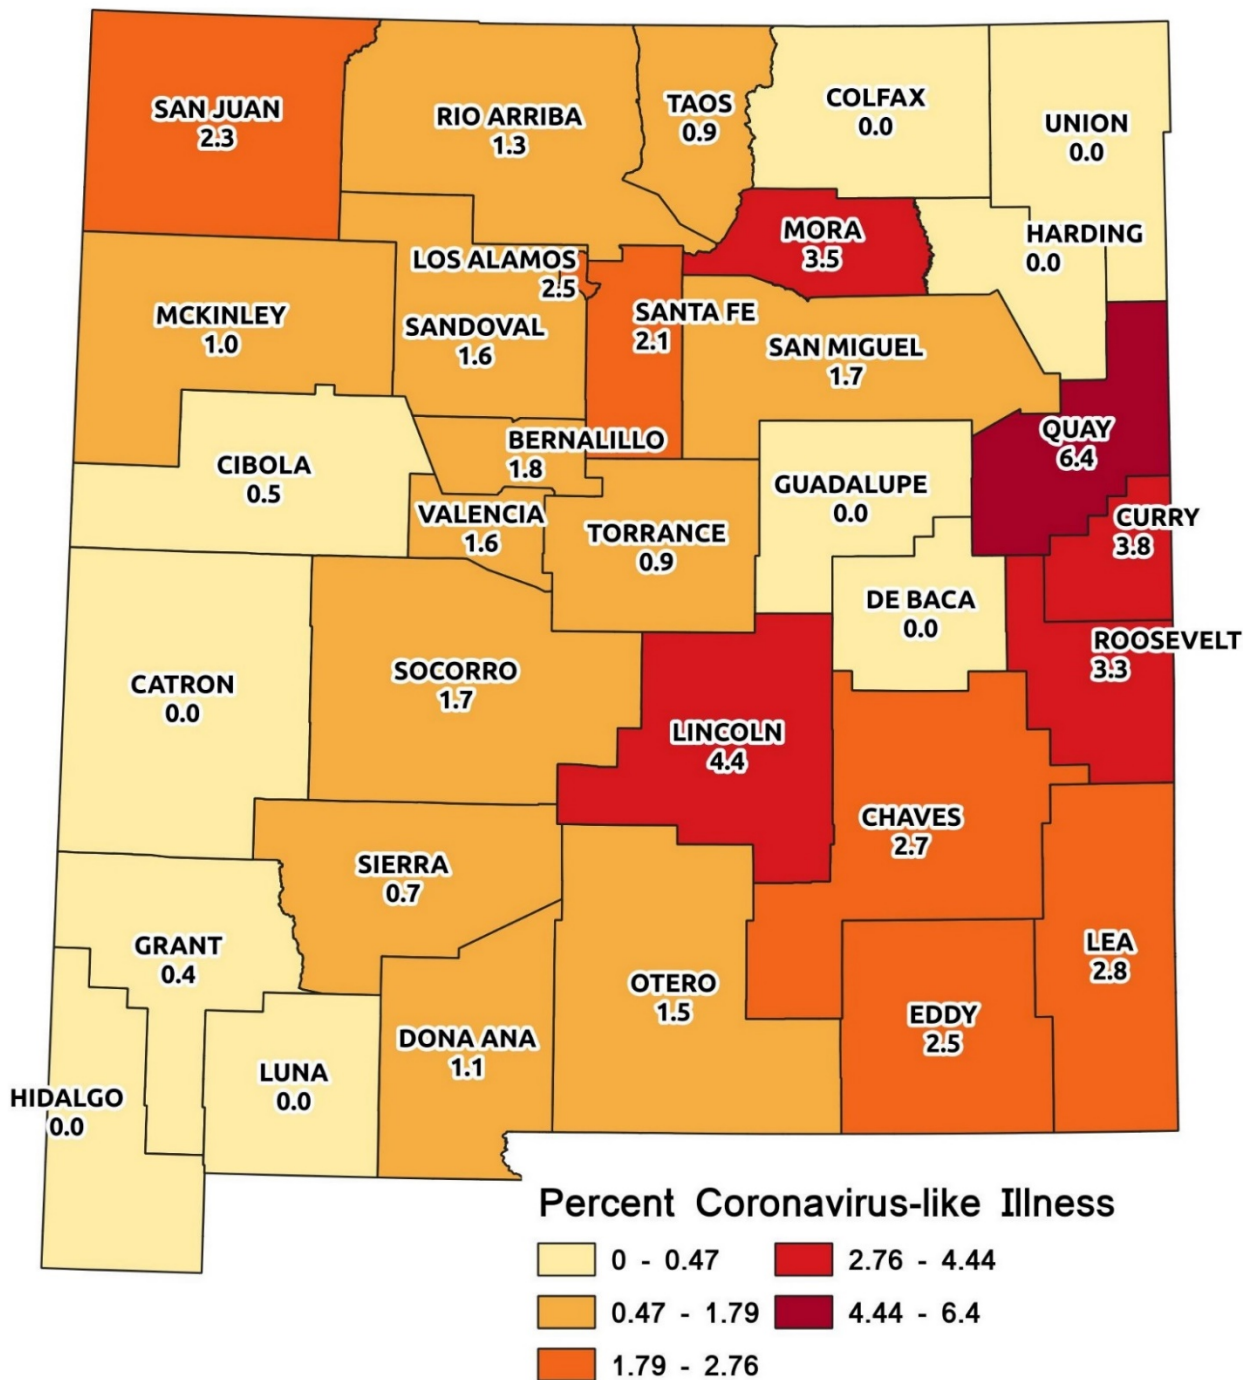 SAN JUAN
2.3
RIO ARRIBA
1.3
TAOS
0.9
COLFAX
0.0
UNION
0.0
MORA
3.5
HARDING
0.0
LOS ALAMOS
2.5
SANTA FE
2.1
MCKINLEY
1.0
SANDOVAL
1.6
SAN MIGUEL
1.7
QUAY
6.4
BERNALILLO
1.8
CIBOLA
0.5
GUADALUPE
0.0
VALENCIA
1.6
TORRANCE
0.9
CURRY
3.8
DE BACA
0.0
ROOSEVELT
3.3
CATRON
0.0
SOCORRO
1.7
LINCOLN
4.4
CHAVES
2.7
SIERRA
0.7
GRANT
0.4
OTERO
1.5
LEA
2.8
EDDY
2.5
DONA ANA
1.1
LUNA
0.0
HIDALGO
0.0
Percent Coronavirus-like Illness
0 - 0.47
0.47 - 1.79
1.79 - 2.76
2.76 - 4.44
4.44 - 6.4